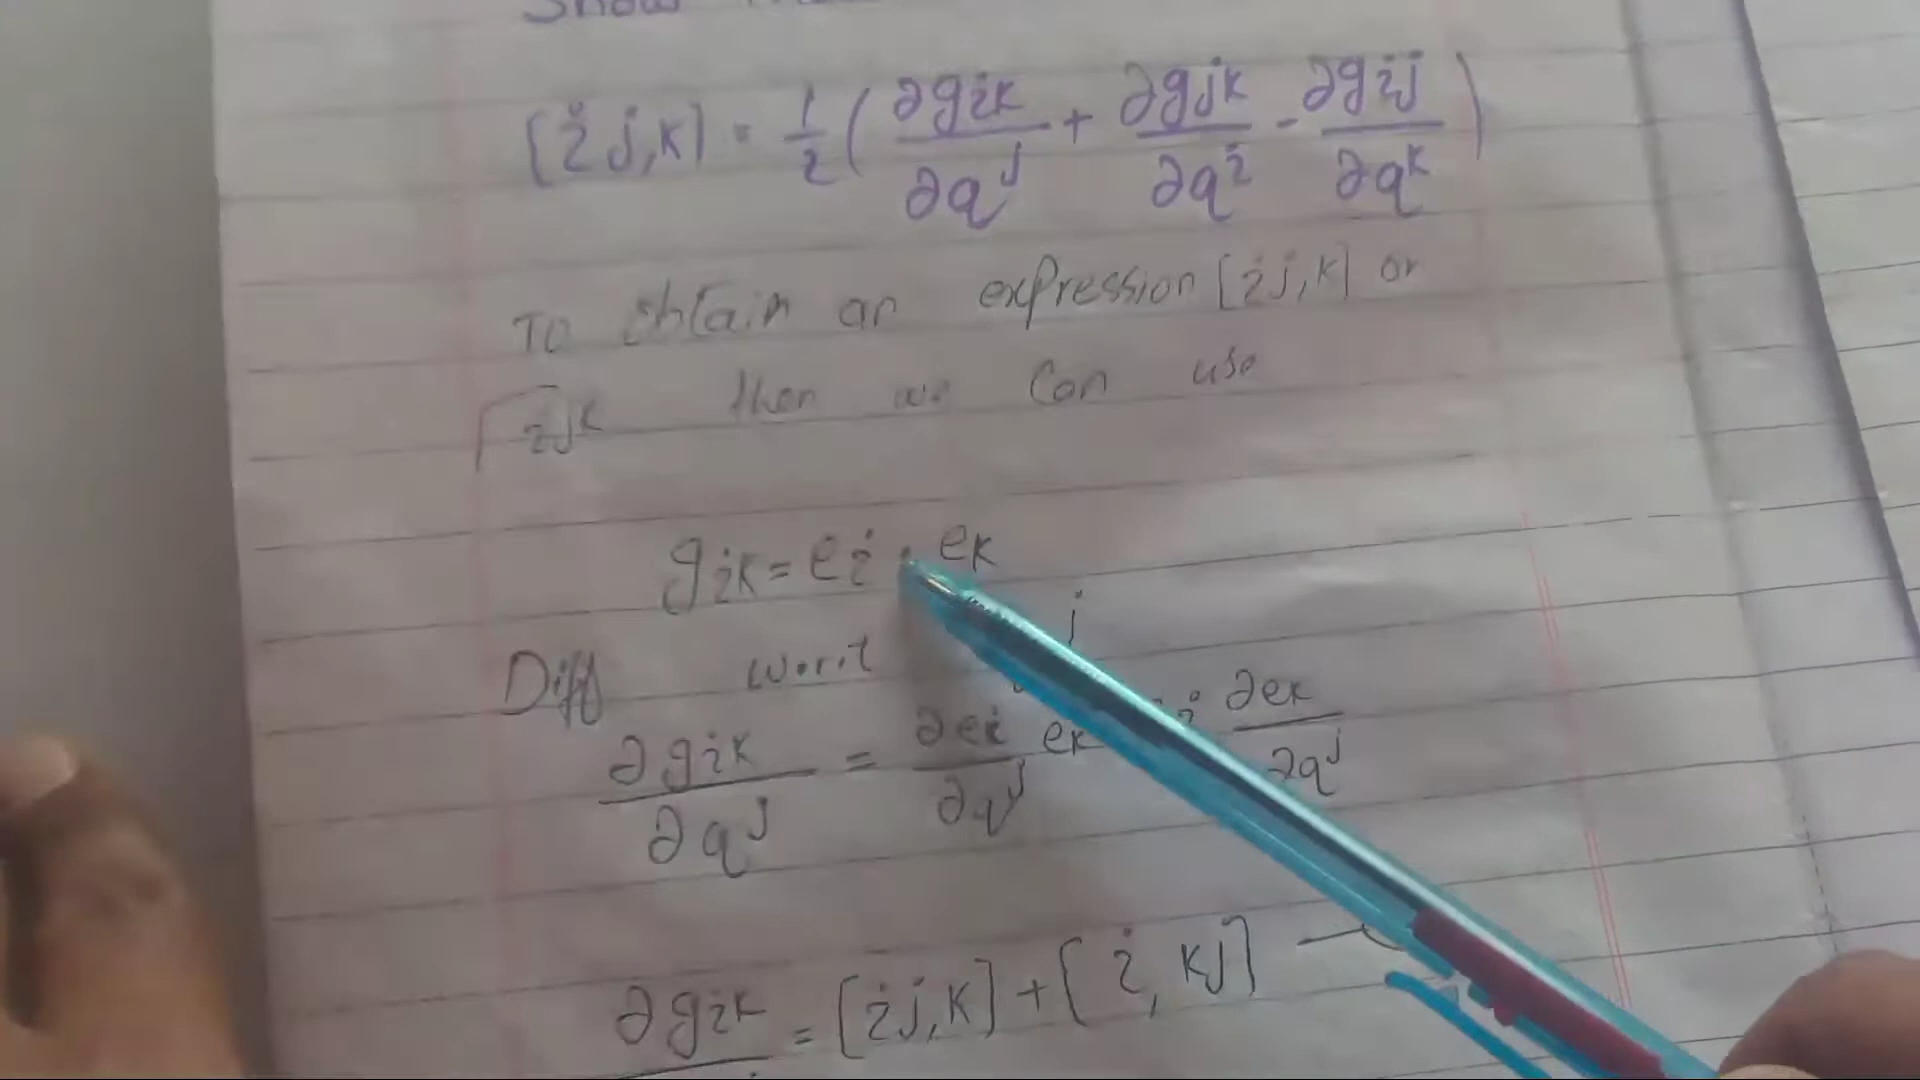 Show
[ij,k] = 1/2 ( ∂gik/∂q^j + ∂gjk/∂q^i - ∂gij/∂q^k )
To obtain an expression [ij,k] or
Γijk then we can use
gik = ei · ek
Diff w.r.t j
∂gik/∂q^j = ∂ei/∂q^j ek i ∂ek/∂q^j
∂gik = [ij,k] + [i,kj]